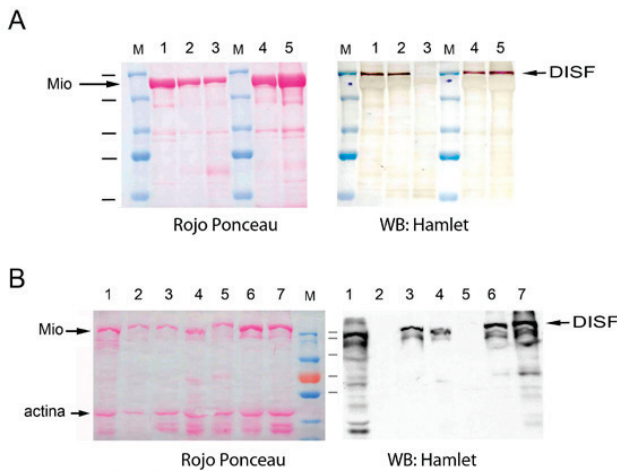 A
M 1 2 3 M 4 5
M 1 2 3 M 4 5
Mio
DISF
Rojo Ponceau
WB: Hamlet
B
1 2 3 4 5 6 7 M
1 2 3 4 5 6 7
Mio
DISF
actina
Rojo Ponceau
WB: Hamlet